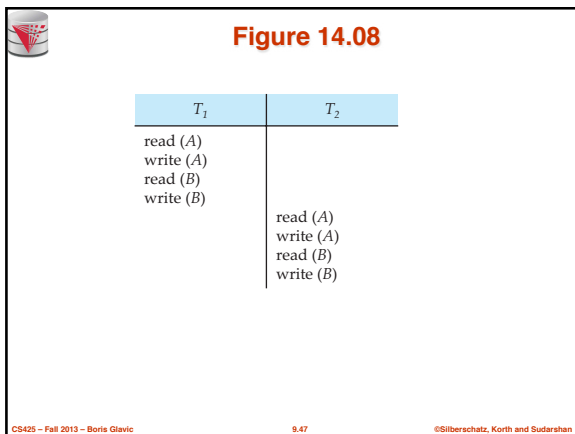 Figure 14.08
T1 T2
read (A)
write (A)
read (B)
write (B)
read (A)
write (A)
read (B)
write (B)
CS425 – Fall 2013 – Boris Glavic 9.47 ©Silberschatz, Korth and Sudarshan